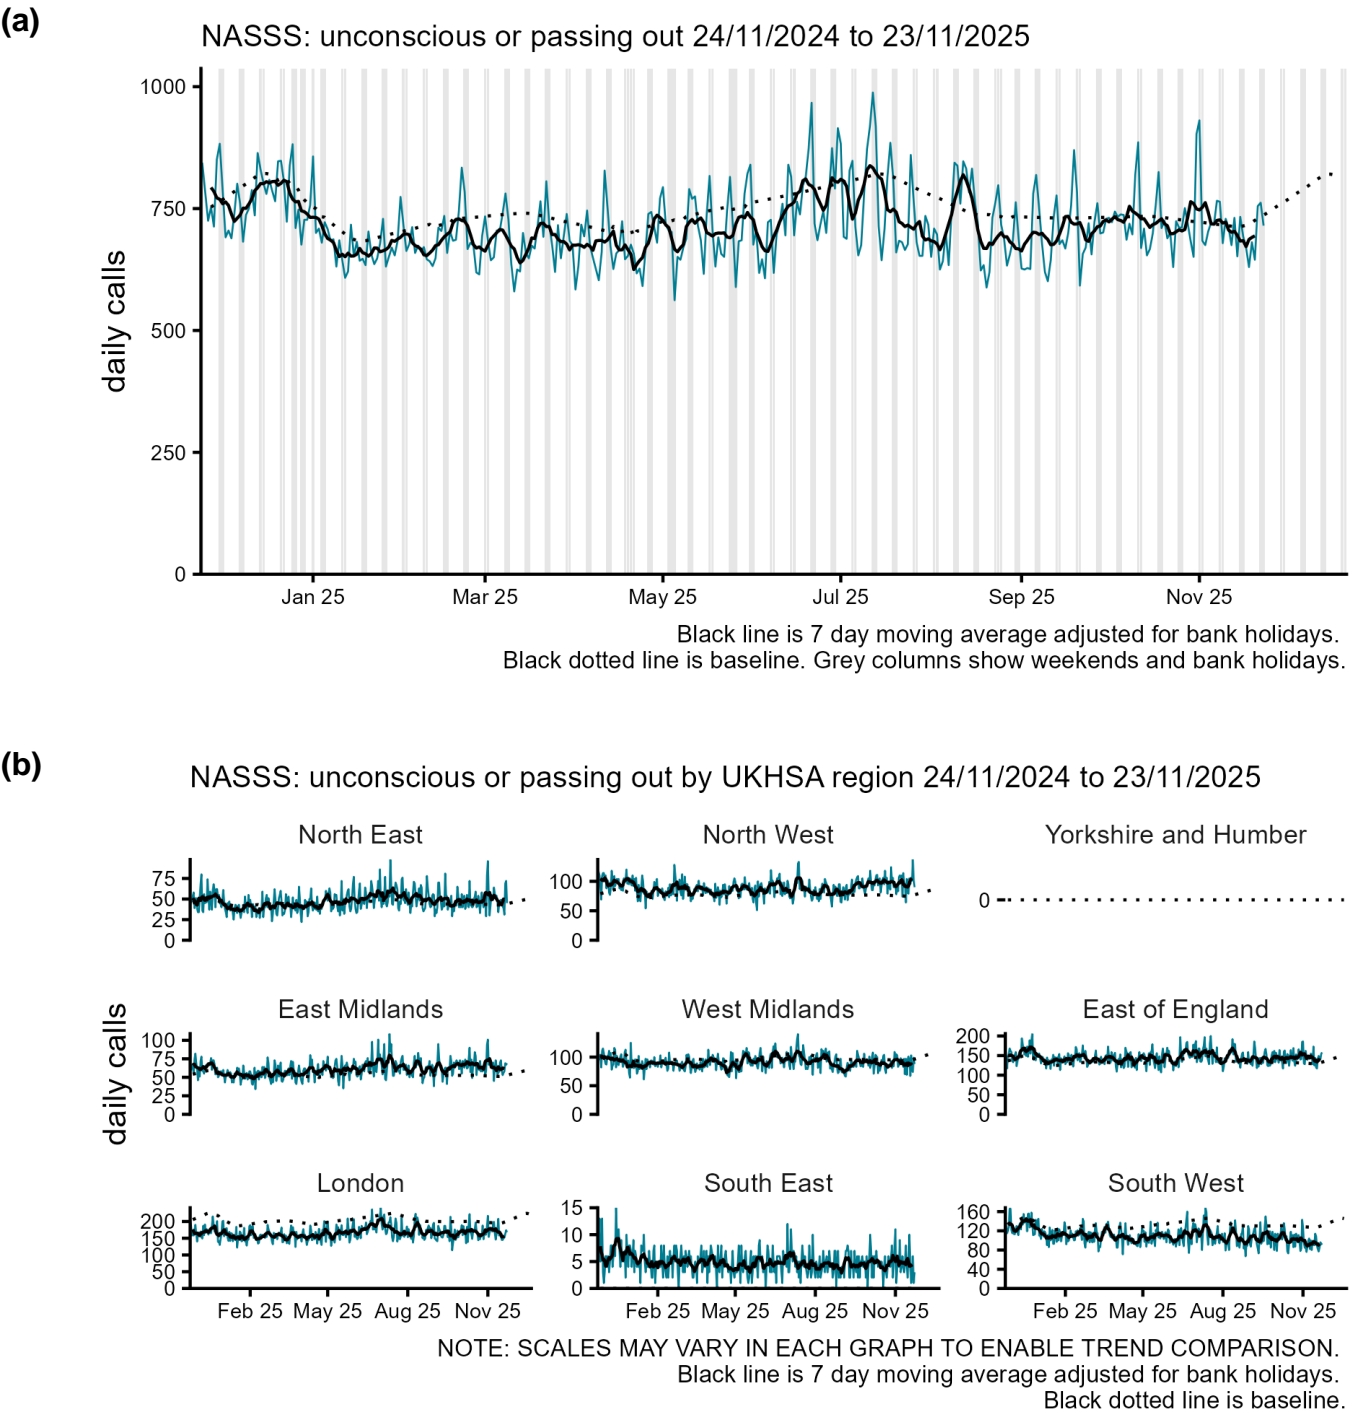 (a)
NASSS: unconscious or passing out 24/11/2024 to 23/11/2025
daily calls
1000
750
500
250
0
Jan 25 Mar 25 May 25 Jul 25 Sep 25 Nov 25
Black line is 7 day moving average adjusted for bank holidays.
Black dotted line is baseline. Grey columns show weekends and bank holidays.
(b)
NASSS: unconscious or passing out by UKHSA region 24/11/2024 to 23/11/2025
daily calls
North East
75
50
25
0
North West
100
50
0
Yorkshire and Humber
0
East Midlands
100
75
50
25
0
West Midlands
100
50
0
East of England
200
150
100
50
0
London
200
150
100
50
0
Feb 25 May 25 Aug 25 Nov 25
South East
15
10
5
0
Feb 25 May 25 Aug 25 Nov 25
South West
160
120
80
40
0
Feb 25 May 25 Aug 25 Nov 25
NOTE: SCALES MAY VARY IN EACH GRAPH TO ENABLE TREND COMPARISON.
Black line is 7 day moving average adjusted for bank holidays.
Black dotted line is baseline.